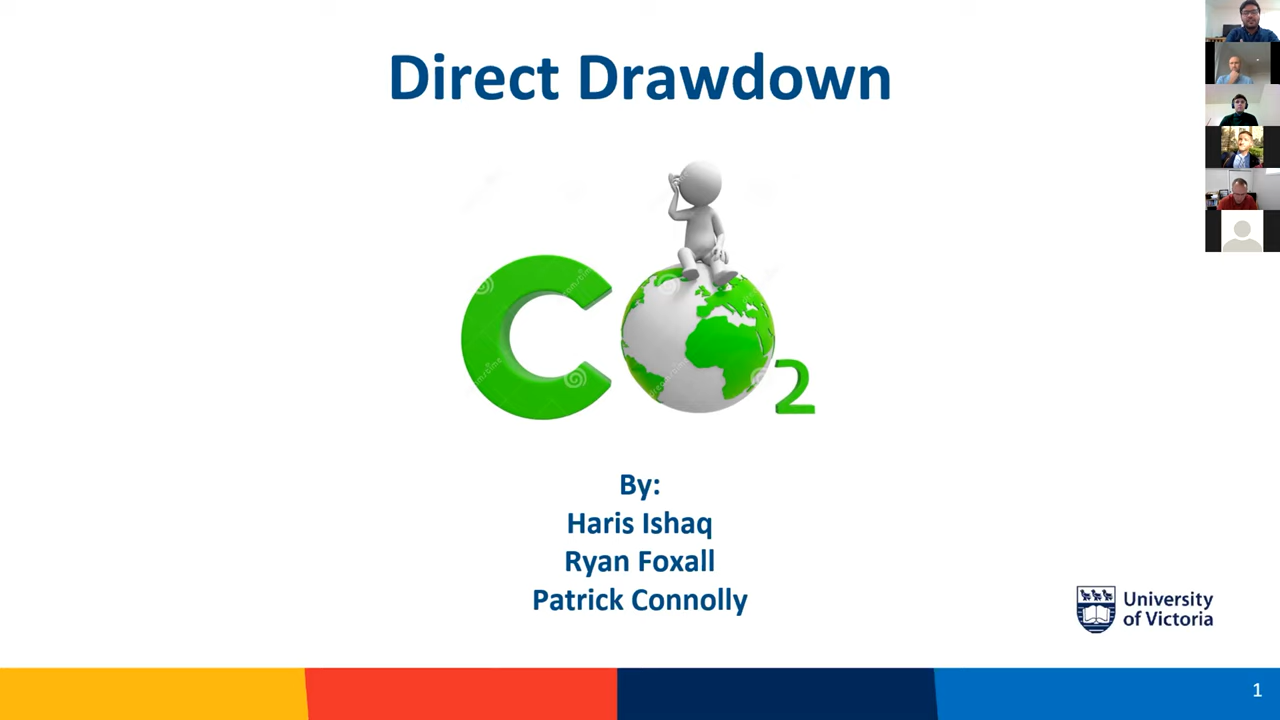 Direct Drawdown
CO2
By:
Haris Ishaq
Ryan Foxall
Patrick Connolly
University
of Victoria
1